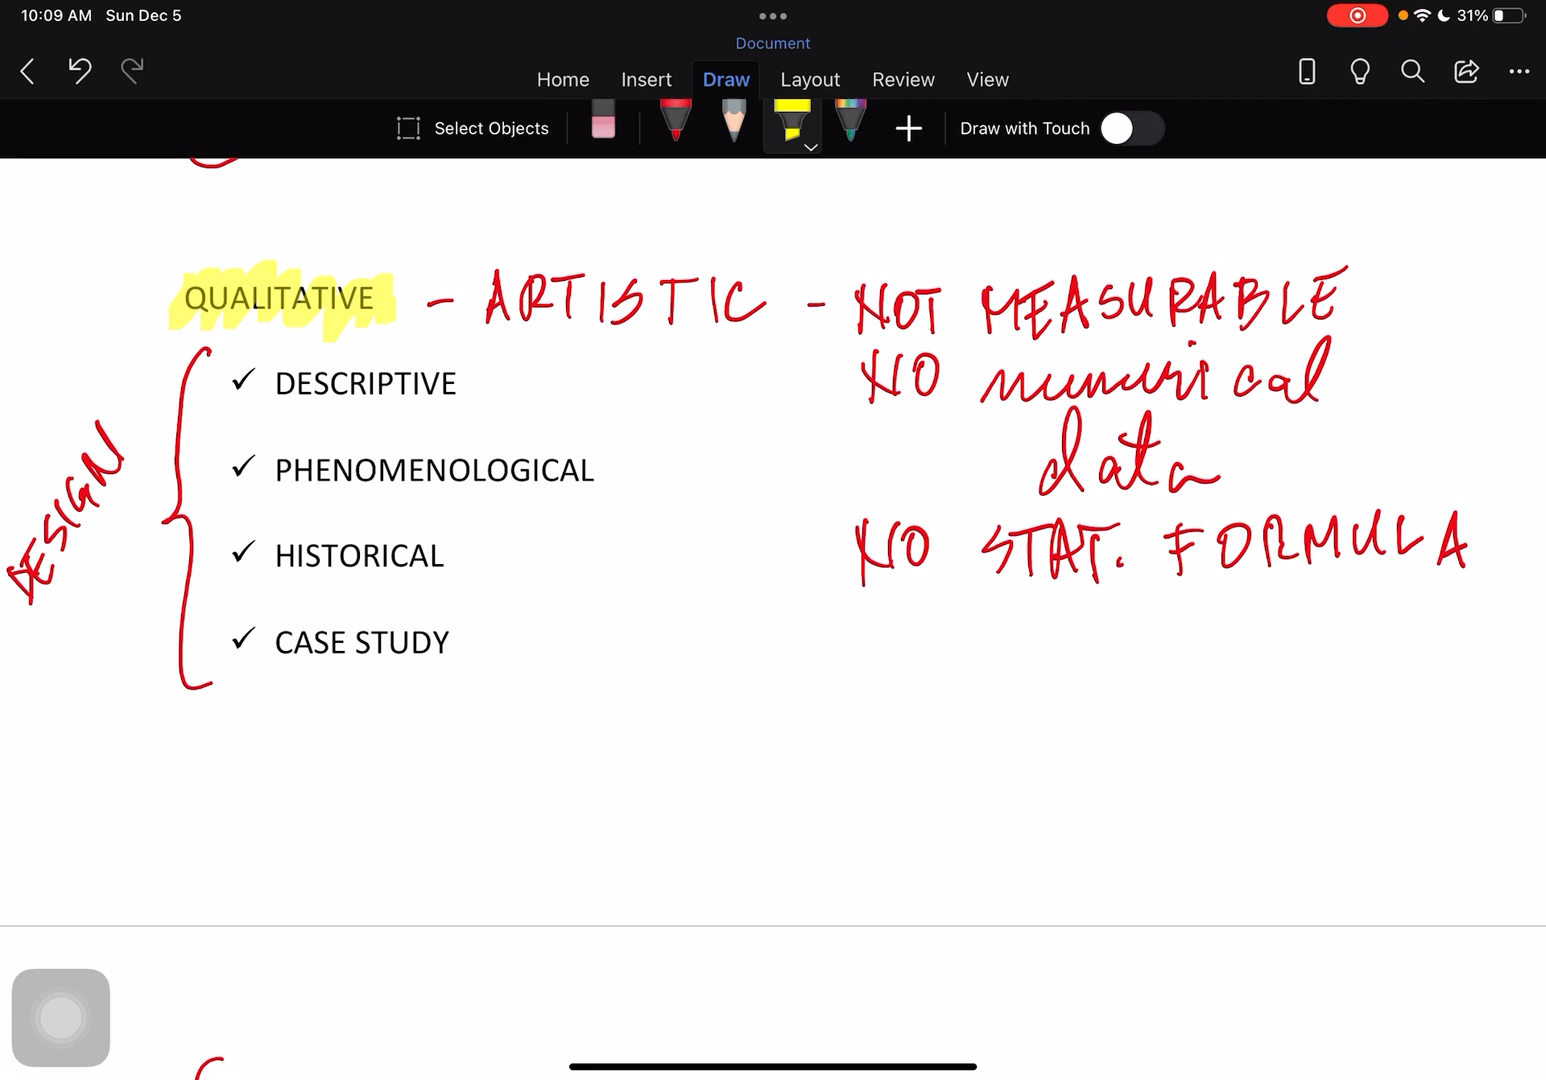 10:09 AM Sun Dec 5
31%
Document
Home Insert Draw Layout Review View
Select Objects
Draw with Touch
QUALITATIVE - ARTISTIC - NOT MEASURABLE
✓ DESCRIPTIVE
NO numerical
data
✓ PHENOMENOLOGICAL
✓ HISTORICAL
NO STAT. FORMULA
✓ CASE STUDY
DESIGN